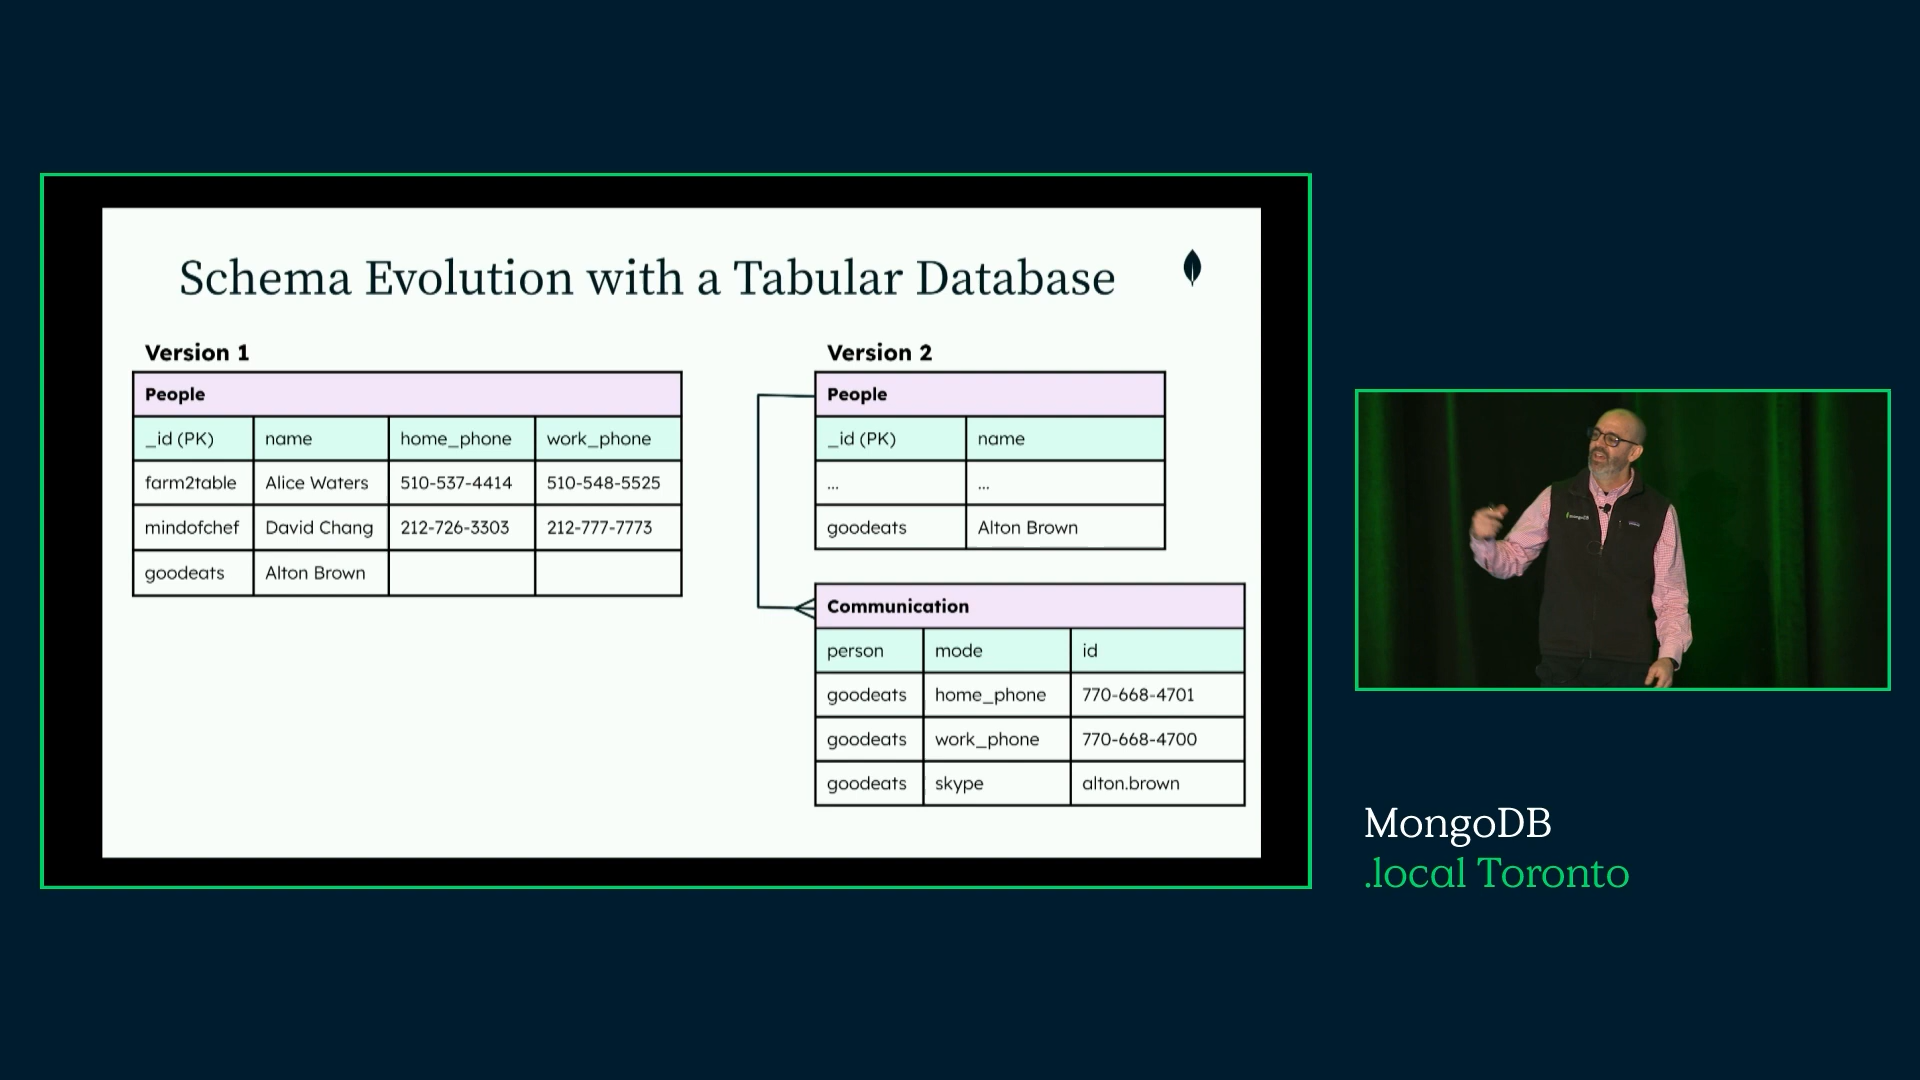 Schema Evolution with a Tabular Database
Version 1
People
_id (PK) name home_phone work_phone
farm2table Alice Waters 510-537-4414 510-548-5525
mindofchef David Chang 212-726-3303 212-777-7773
goodeats Alton Brown
Version 2
People
_id (PK) name
... ...
goodeats Alton Brown
Communication
person mode id
goodeats home_phone 770-668-4701
goodeats work_phone 770-668-4700
goodeats skype alton.brown
mongoDB
MongoDB
.local Toronto